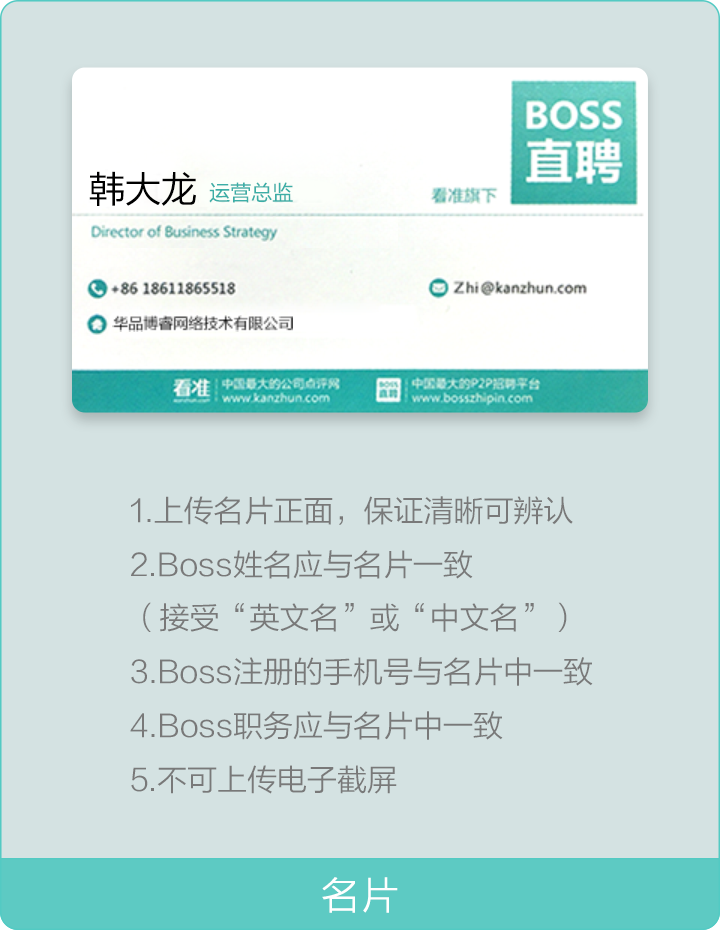 BOSS
直聘
韩大龙 运营总监
看准旗下
Director of Business Strategy
+86 18611865518
Zhi@kanzhun.com
华品博睿网络技术有限公司
看准 中国最大的公司点评网
kanzhun.com www.kanzhun.com
BOSS 中国最大的P2P招聘平台
直聘 www.bosszhipin.com
1.上传名片正面，保证清晰可辨认
2.Boss姓名应与名片一致
（接受“英文名”或“中文名”）
3.Boss注册的手机号与名片中一致
4.Boss职务应与名片中一致
5.不可上传电子截屏
名片